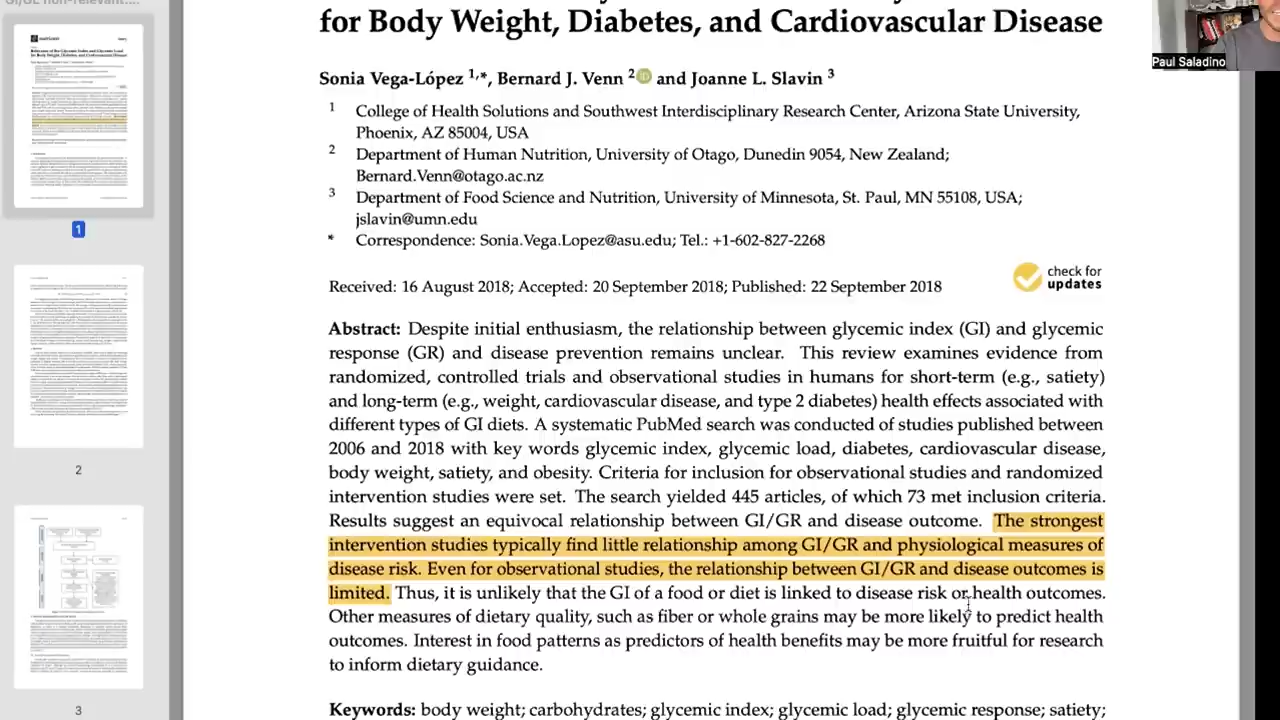 GI/GL non-relevant....
for Body Weight, Diabetes, and Cardiovascular Disease
Paul Saladino
Sonia Vega-López 1,*, Bernard J. Venn 2 and Joanne L. Slavin 3
1 College of Health Solutions and Southwest Interdisciplinary Research Center, Arizona State University,
Phoenix, AZ 85004, USA
2 Department of Human Nutrition, University of Otago, Dunedin 9054, New Zealand;
Bernard.Venn@otago.ac.nz
3 Department of Food Science and Nutrition, University of Minnesota, St. Paul, MN 55108, USA;
jslavin@umn.edu
* Correspondence: Sonia.Vega.Lopez@asu.edu; Tel.: +1-602-827-2268
check for
updates
Received: 16 August 2018; Accepted: 20 September 2018; Published: 22 September 2018
Abstract: Despite initial enthusiasm, the relationship between glycemic index (GI) and glycemic
response (GR) and disease prevention remains unclear. This review examines evidence from
randomized, controlled trials and observational studies in humans for short-term (e.g., satiety)
and long-term (e.g., weight, cardiovascular disease, and type 2 diabetes) health effects associated with
different types of GI diets. A systematic PubMed search was conducted of studies published between
2006 and 2018 with key words glycemic index, glycemic load, diabetes, cardiovascular disease,
body weight, satiety, and obesity. Criteria for inclusion for observational studies and randomized
intervention studies were set. The search yielded 445 articles, of which 73 met inclusion criteria.
Results suggest an equivocal relationship between GI/GR and disease outcome. The strongest
intervention studies typically find little relationship among GI/GR and physiological measures of
disease risk. Even for observational studies, the relationship between GI/GR and disease outcomes is
limited. Thus, it is unlikely that the GI of a food or diet is linked to disease risk or health outcomes.
Other measures of dietary quality, such as fiber or whole grains may be more likely to predict health
outcomes. Interest in food patterns as predictors of health benefits may be more fruitful for research
to inform dietary guidance.
Keywords: body weight; carbohydrates; glycemic index; glycemic load; glycemic response; satiety;
1
2
3